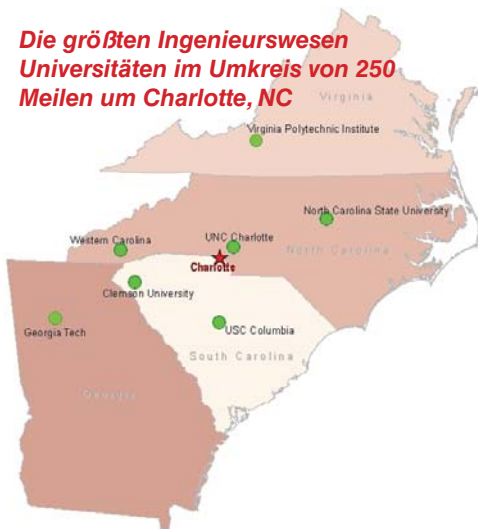 Die größten Ingenieurswesen
Universitäten im Umkreis von 250
Meilen um Charlotte, NC
Virginia
Virginia Polytechnic Institute
North Carolina State University
Western Carolina
UNC Charlotte
North Carolina
Charlotte
Clemson University
Georgia Tech
USC Columbia
South Carolina
Georgia